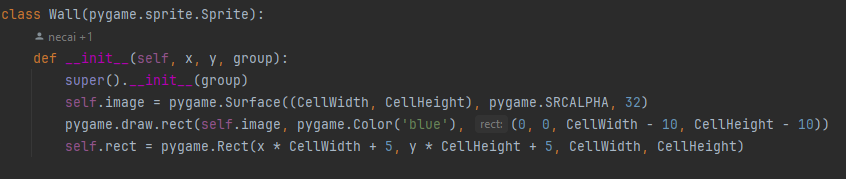 class Wall(pygame.sprite.Sprite):
necai +1
def __init__(self, x, y, group):
super().__init__(group)
self.image = pygame.Surface((CellWidth, CellHeight), pygame.SRCALPHA, 32)
pygame.draw.rect(self.image, pygame.Color('blue'), rect: (0, 0, CellWidth - 10, CellHeight - 10))
self.rect = pygame.Rect(x * CellWidth + 5, y * CellHeight + 5, CellWidth, CellHeight)